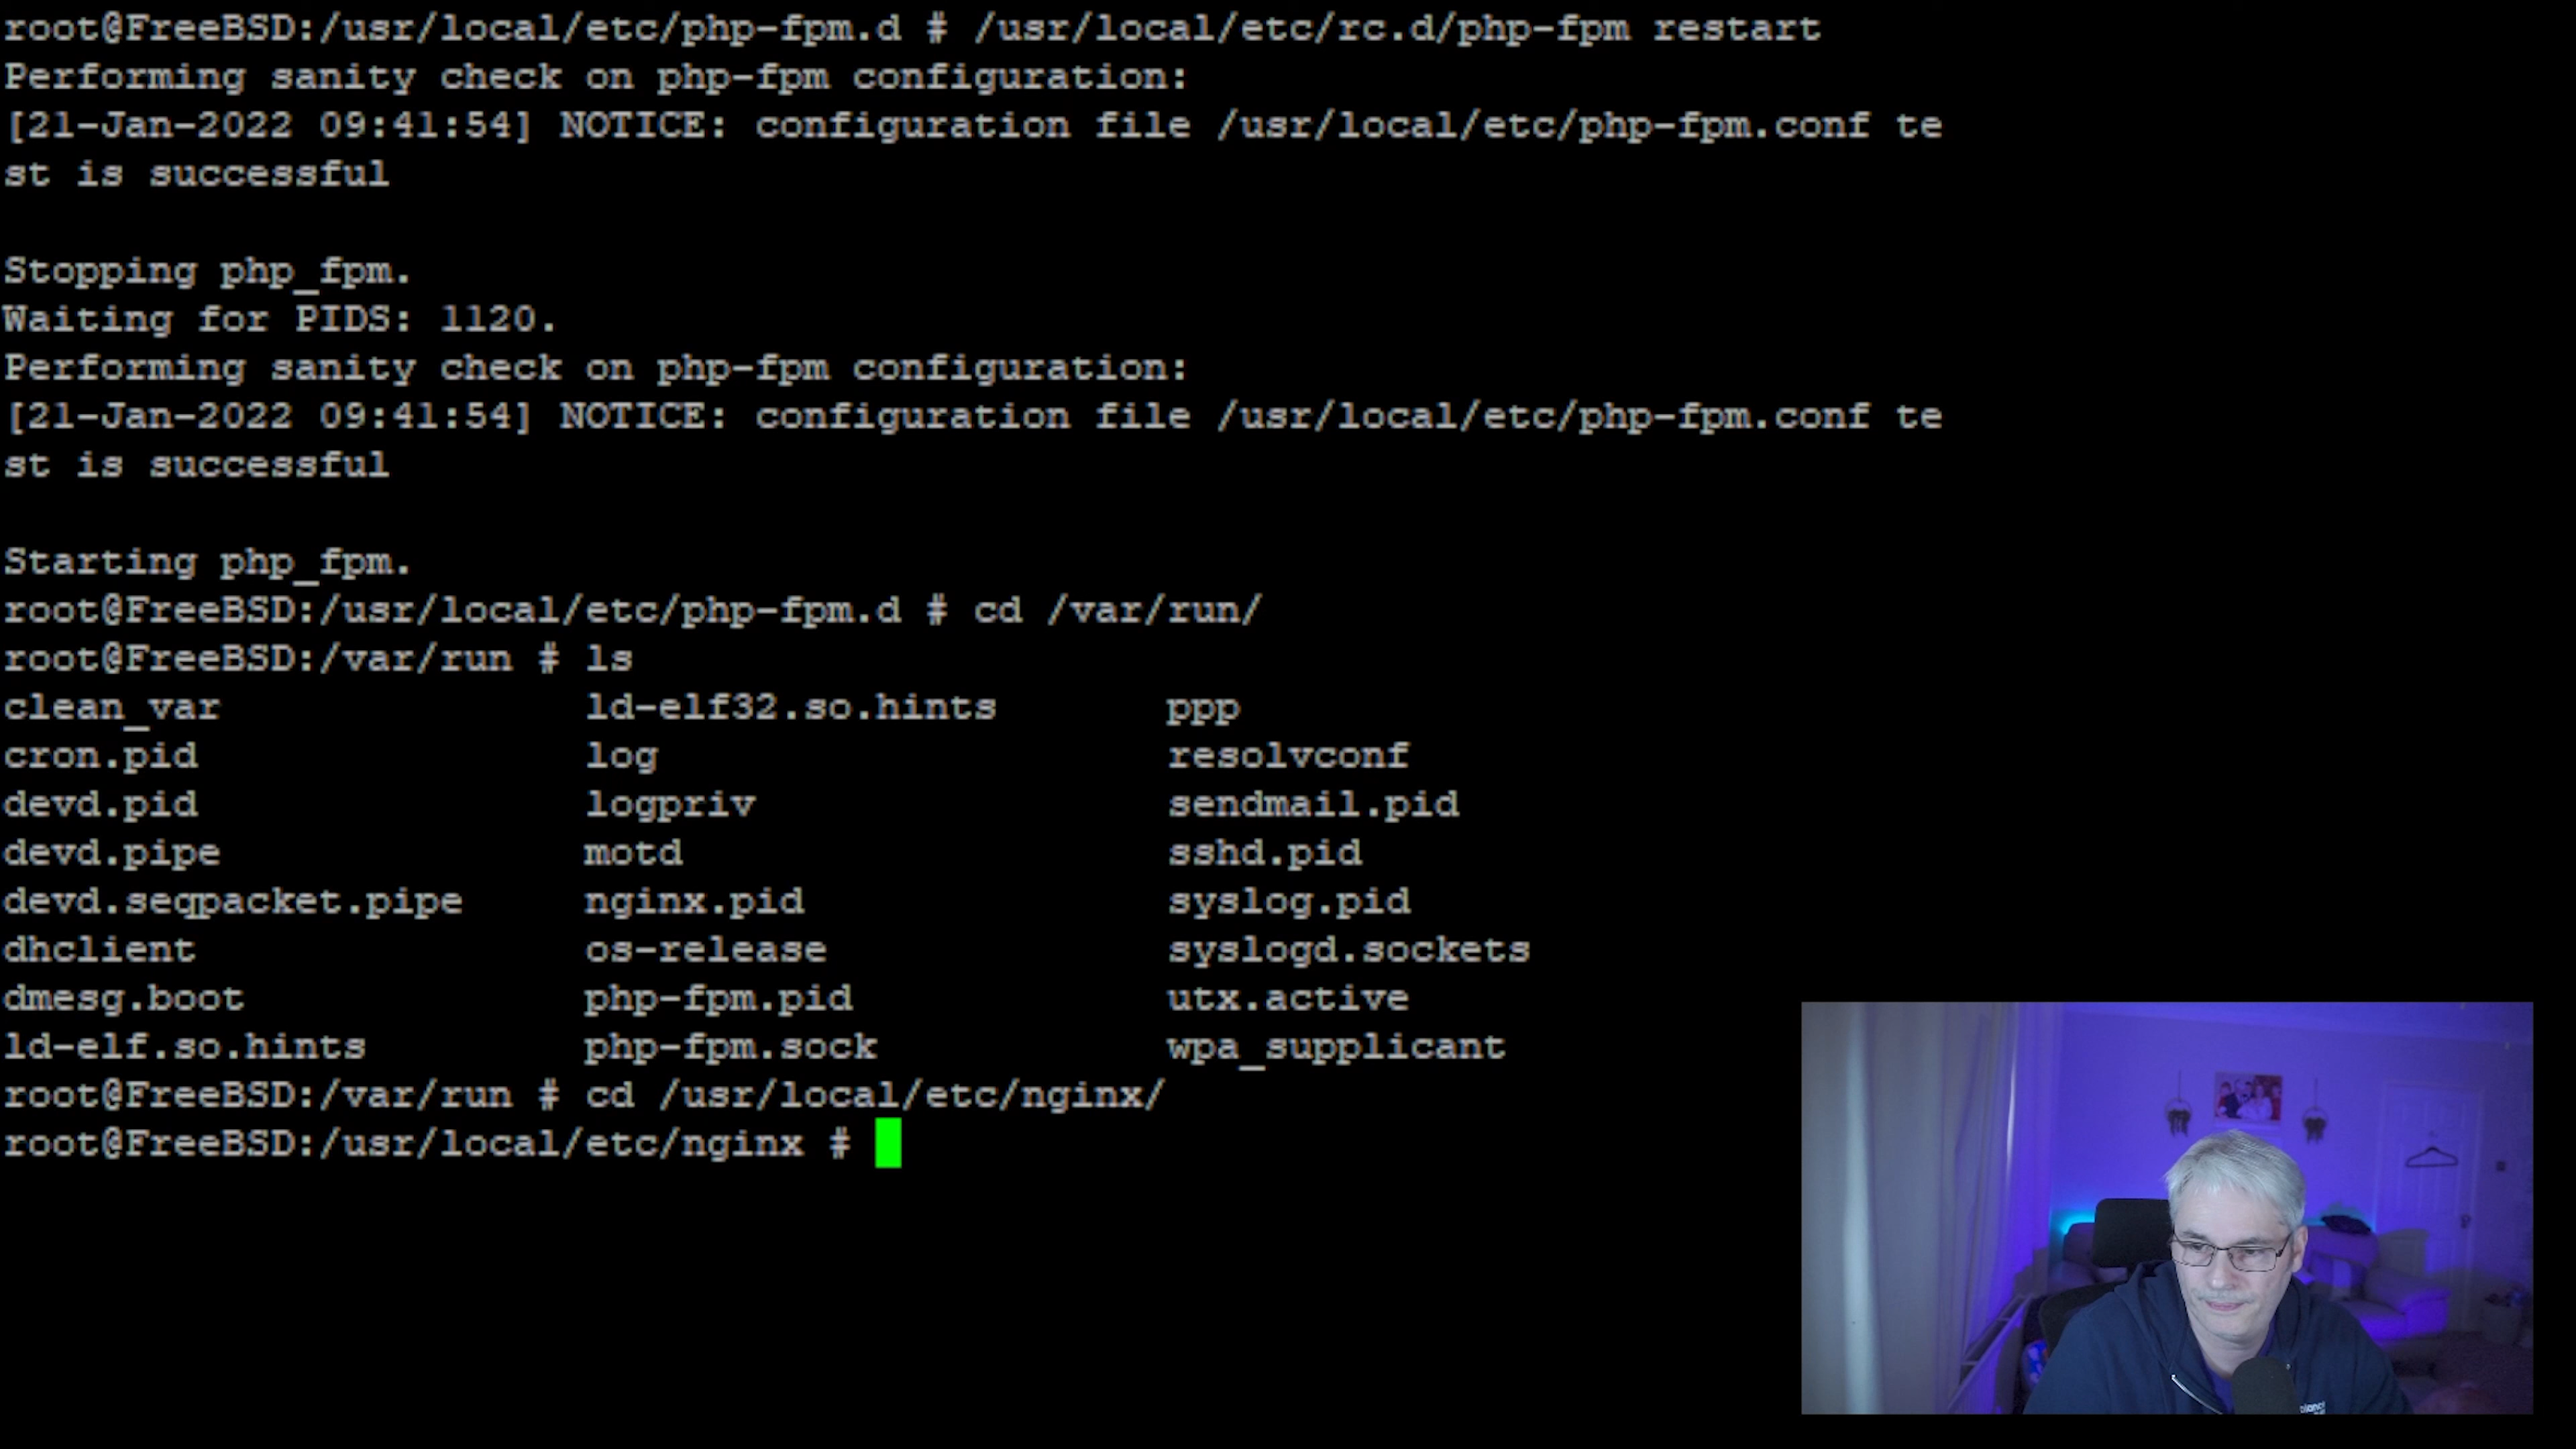 root@FreeBSD:/usr/local/etc/php-fpm.d # /usr/local/etc/rc.d/php-fpm restart
Performing sanity check on php-fpm configuration:
[21-Jan-2022 09:41:54] NOTICE: configuration file /usr/local/etc/php-fpm.conf te
st is successful
Stopping php_fpm.
Waiting for PIDS: 1120.
Performing sanity check on php-fpm configuration:
[21-Jan-2022 09:41:54] NOTICE: configuration file /usr/local/etc/php-fpm.conf te
st is successful
Starting php_fpm.
root@FreeBSD:/usr/local/etc/php-fpm.d # cd /var/run/
root@FreeBSD:/var/run # ls
clean_var ld-elf32.so.hints ppp
cron.pid log resolvconf
devd.pid logpriv sendmail.pid
devd.pipe motd sshd.pid
devd.seqpacket.pipe nginx.pid syslog.pid
dhclient os-release syslogd.sockets
dmesg.boot php-fpm.pid utx.active
ld-elf.so.hints php-fpm.sock wpa_supplicant
root@FreeBSD:/var/run # cd /usr/local/etc/nginx/
root@FreeBSD:/usr/local/etc/nginx #